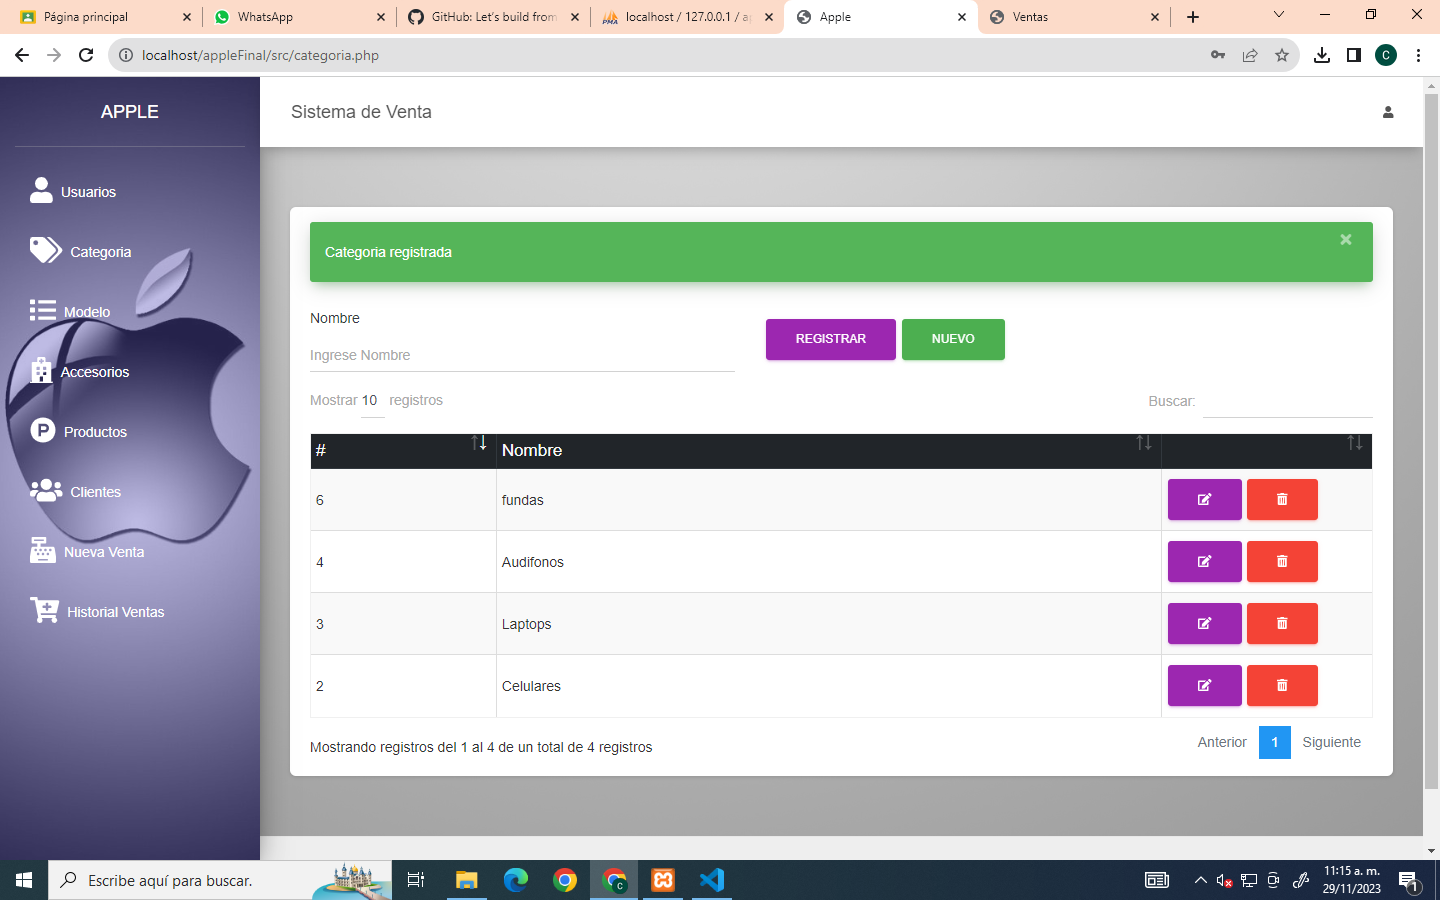 Página principal
WhatsApp
GitHub: Let's build from
localhost / 127.0.0.1 / a
Apple
Ventas
localhost/appleFinal/src/categoria.php
C
APPLE
Sistema de Venta
Usuarios
Categoria
Modelo
Accesorios
Productos
Clientes
Nueva Venta
Historial Ventas
Categoria registrada
×
Nombre
Ingrese Nombre
REGISTRAR
NUEVO
Mostrar 10 registros
Buscar:
# Nombre
6 fundas
4 Audifonos
3 Laptops
2 Celulares
Mostrando registros del 1 al 4 de un total de 4 registros
Anterior 1 Siguiente
Escribe aquí para buscar.
11:15 a. m.
29/11/2023
1